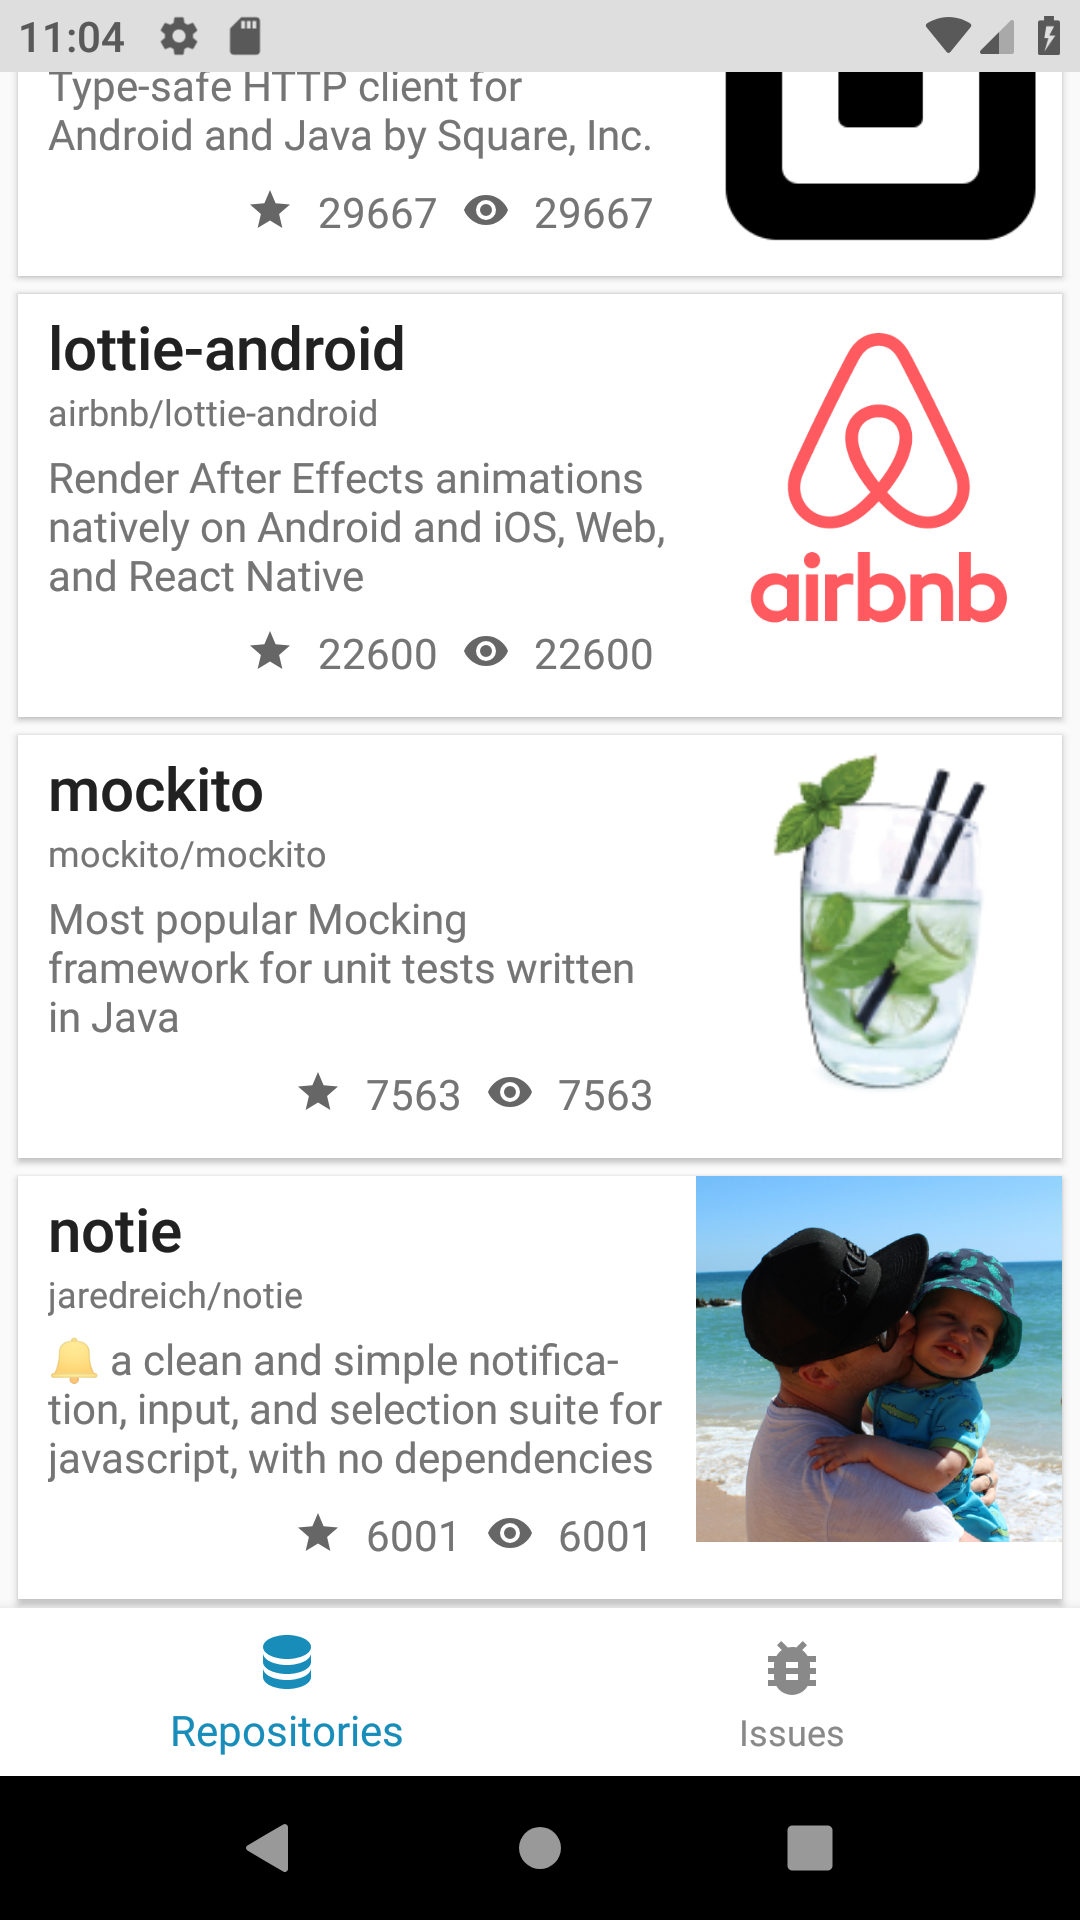 11:04
Type-safe HTTP client for
Android and Java by Square, Inc.
29667 29667
lottie-android
airbnb/lottie-android
Render After Effects animations
natively on Android and iOS, Web,
and React Native
airbnb
22600 22600
mockito
mockito/mockito
Most popular Mocking
framework for unit tests written
in Java
7563 7563
notie
jaredreich/notie
🔔 a clean and simple notifica-
tion, input, and selection suite for
javascript, with no dependencies
6001 6001
Repositories
Issues